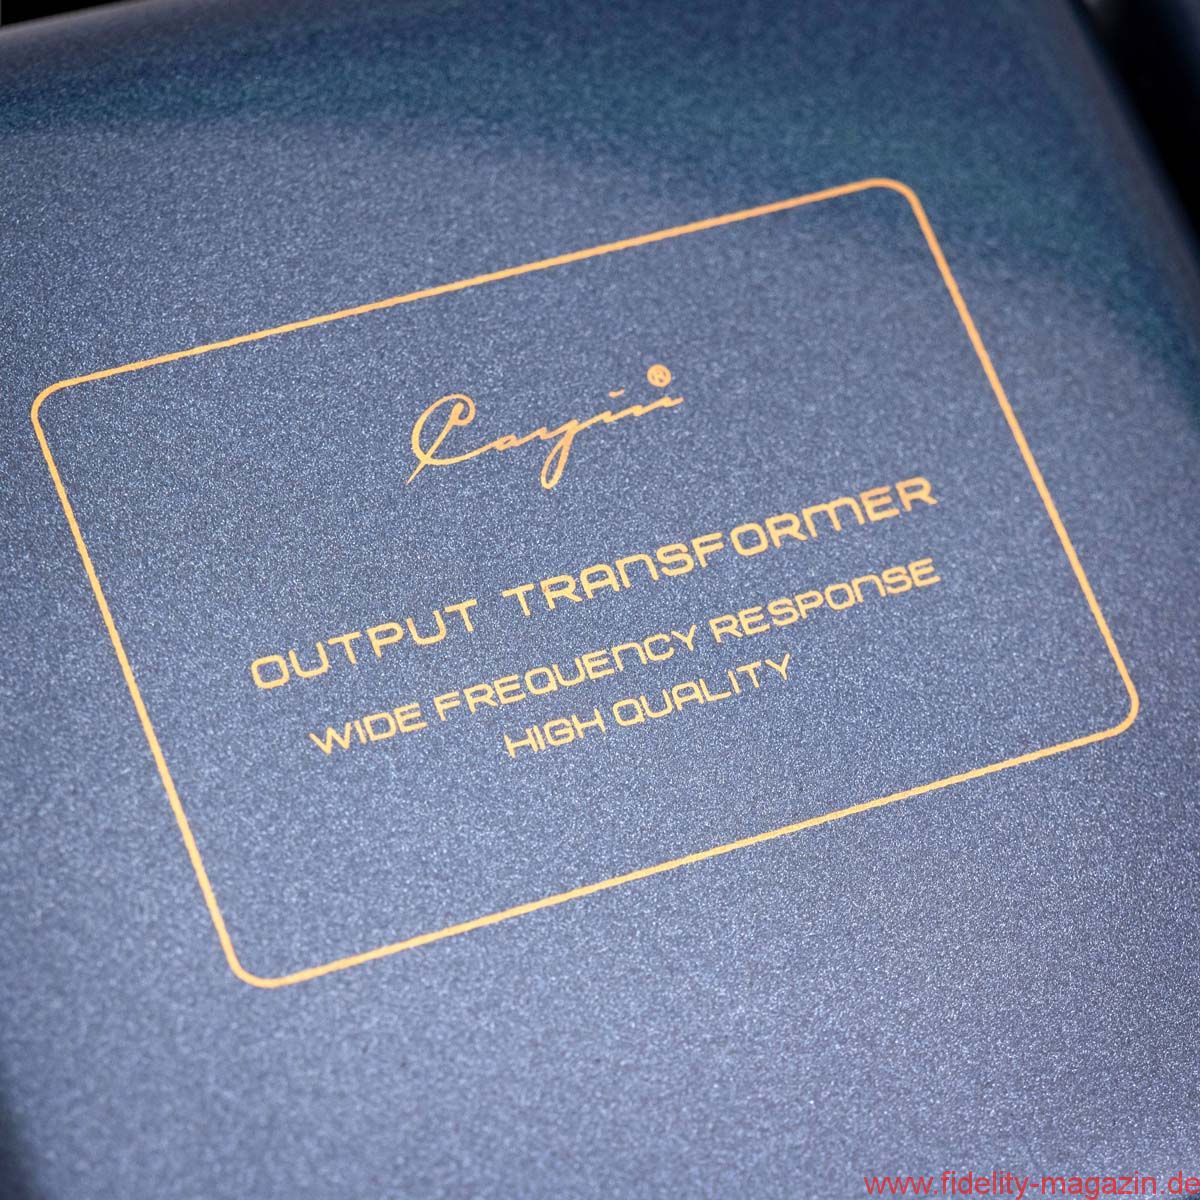 Cayin®
OUTPUT TRANSFORMER
WIDE FREQUENCY RESPONSE
HIGH QUALITY
www.fidelity-magazin.de